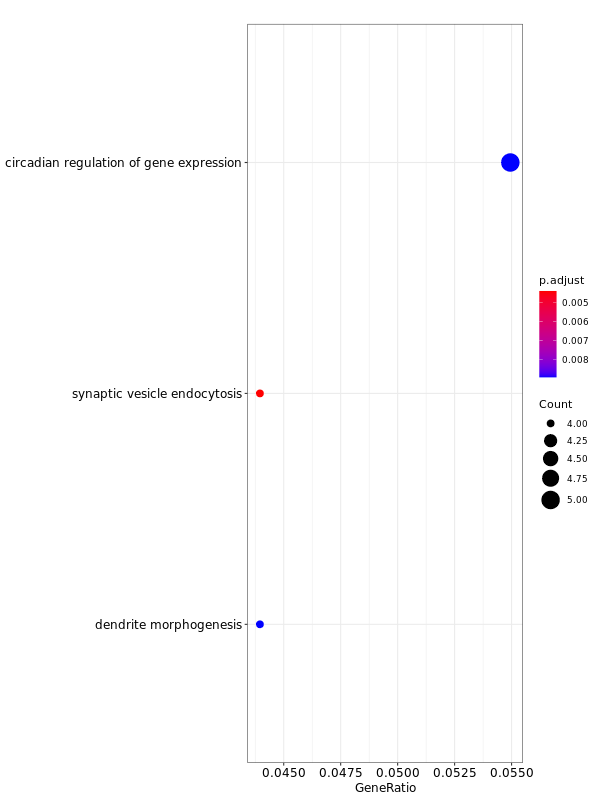 circadian regulation of gene expression
synaptic vesicle endocytosis
dendrite morphogenesis
0.0450 0.0475 0.0500 0.0525 0.0550
GeneRatio
p.adjust
0.005
0.006
0.007
0.008
Count
4.00
4.25
4.50
4.75
5.00